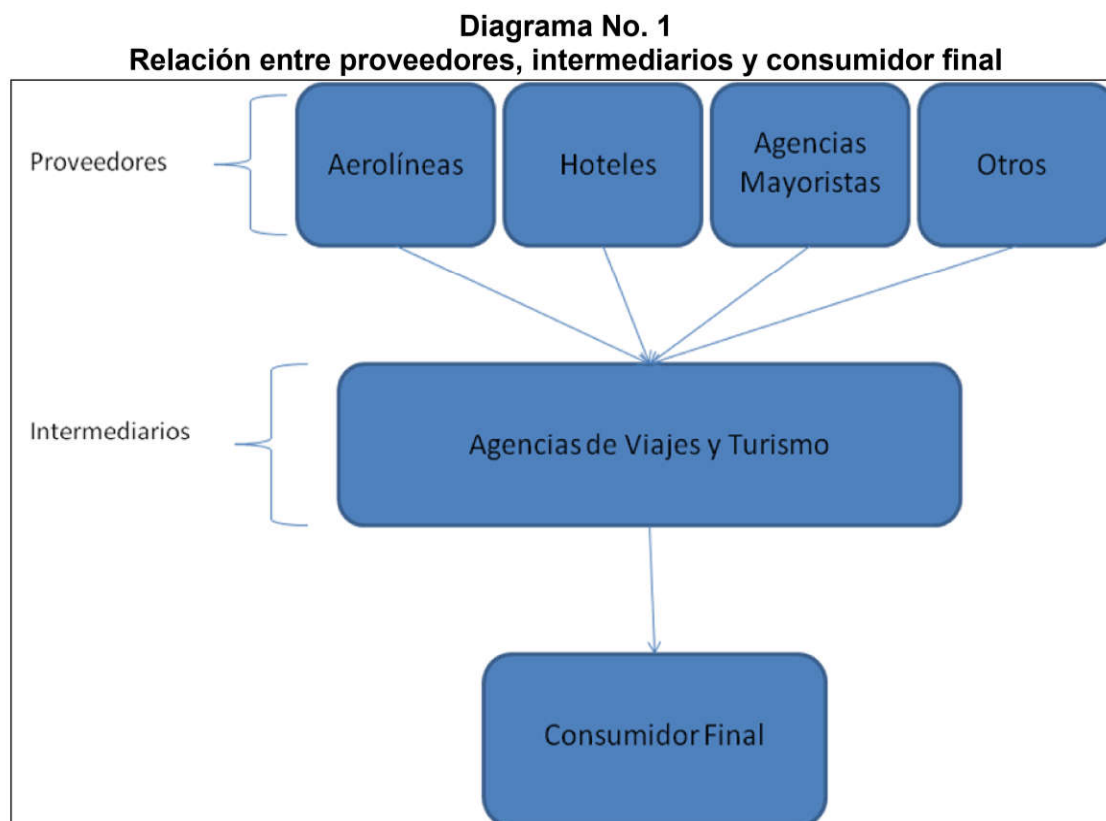 Diagrama No. 1
Relación entre proveedores, intermediarios y consumidor final
Proveedores
Aerolíneas
Hoteles
Agencias
Mayoristas
Otros
Intermediarios
Agencias de Viajes y Turismo
Consumidor Final